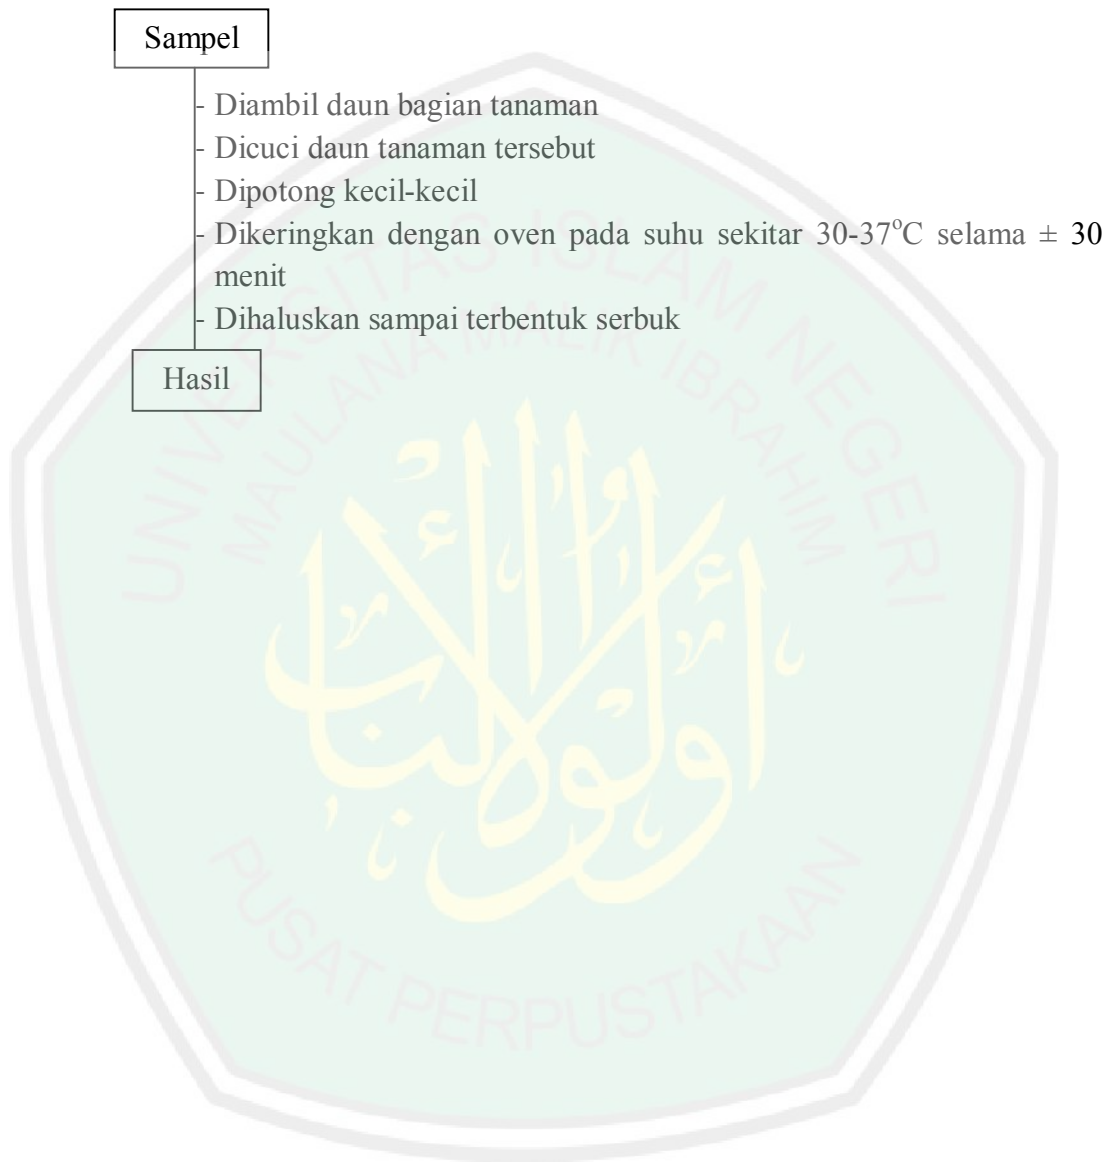 Sampel
- Diambil daun bagian tanaman
- Dicuci daun tanaman tersebut
- Dipotong kecil-kecil
- Dikeringkan dengan oven pada suhu sekitar 30-37°C selama ± 30
menit
- Dihaluskan sampai terbentuk serbuk
Hasil
UNIVERSITAS ISLAM NEGERI
MAULANA MALIK IBRAHIM
PUSAT PERPUSTAKAAN